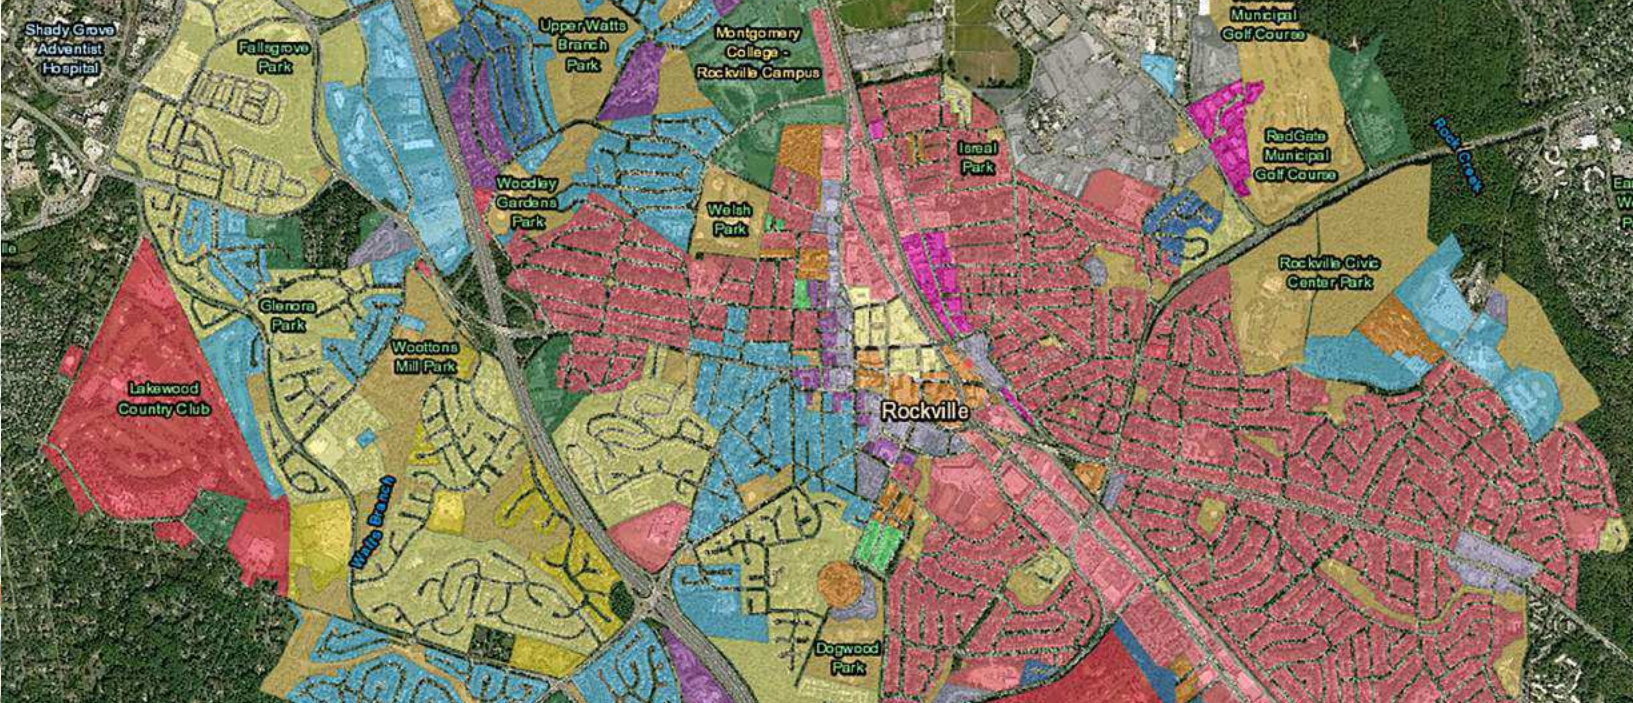 Shady Grove
Adventist
Hospital
Fallsgrove
Park
Upper Watts
Branch
Park
Montgomery
College -
Rockville Campus
Municipal
Golf Course
Isreal
Park
RedGate
Municipal
Golf Course
Rock Creek
Woodley
Gardens
Park
Welsh
Park
Rockville Civic
Center Park
Glenora
Park
Woottons
Mill Park
Lakewood
Country Club
Rockville
Watts Branch
Dogwood
Park